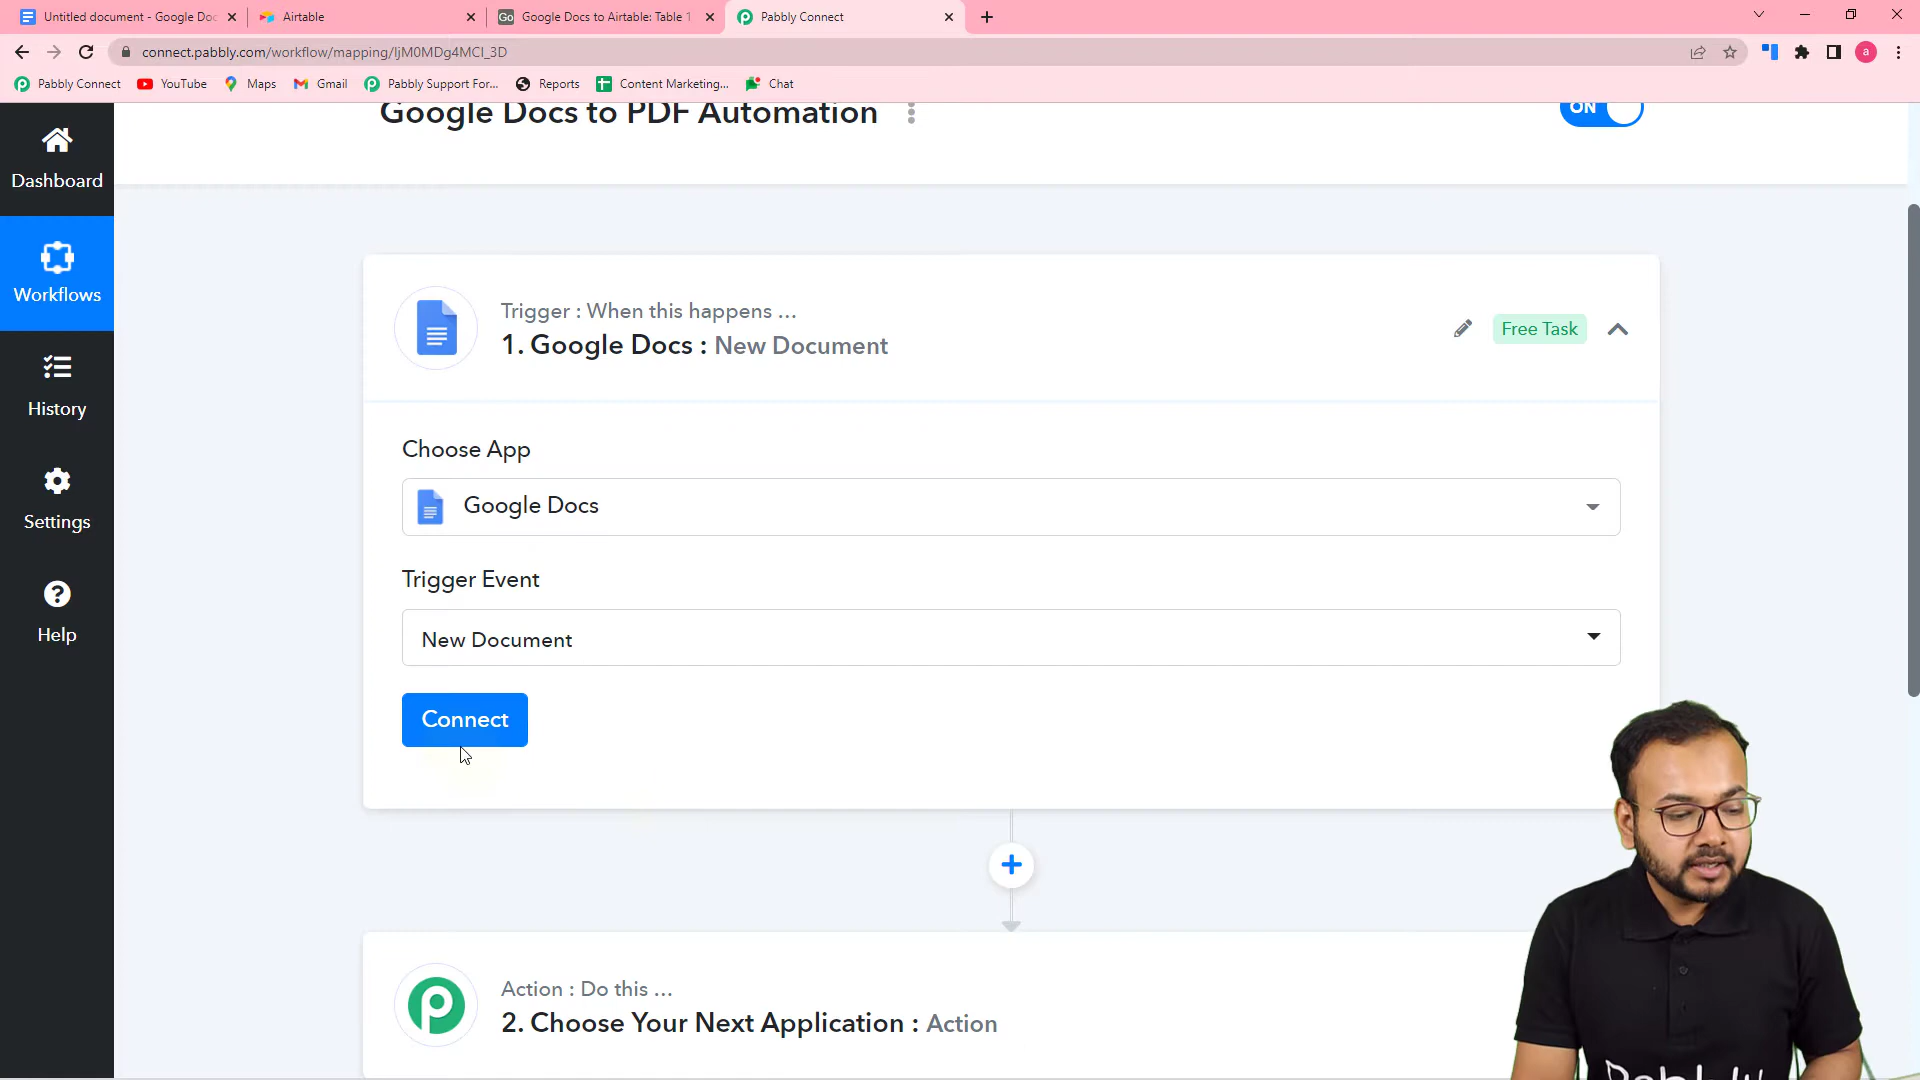 Untitled document - Google Doc
Airtable
Go
Google Docs to Airtable: Table 1
Pabbly Connect
connect.pabbly.com/workflow/mapping/IjM0MDg4MCI_3D
a
Pabbly Connect
YouTube
Maps
Gmail
Pabbly Support For...
Reports
Content Marketing...
Chat
Google Docs to PDF Automation
ON
Dashboard
Workflows
History
Settings
Help
Trigger : When this happens ...
1. Google Docs : New Document
Free Task
Choose App
Google Docs
Trigger Event
New Document
Connect
Action : Do this ...
2. Choose Your Next Application : Action